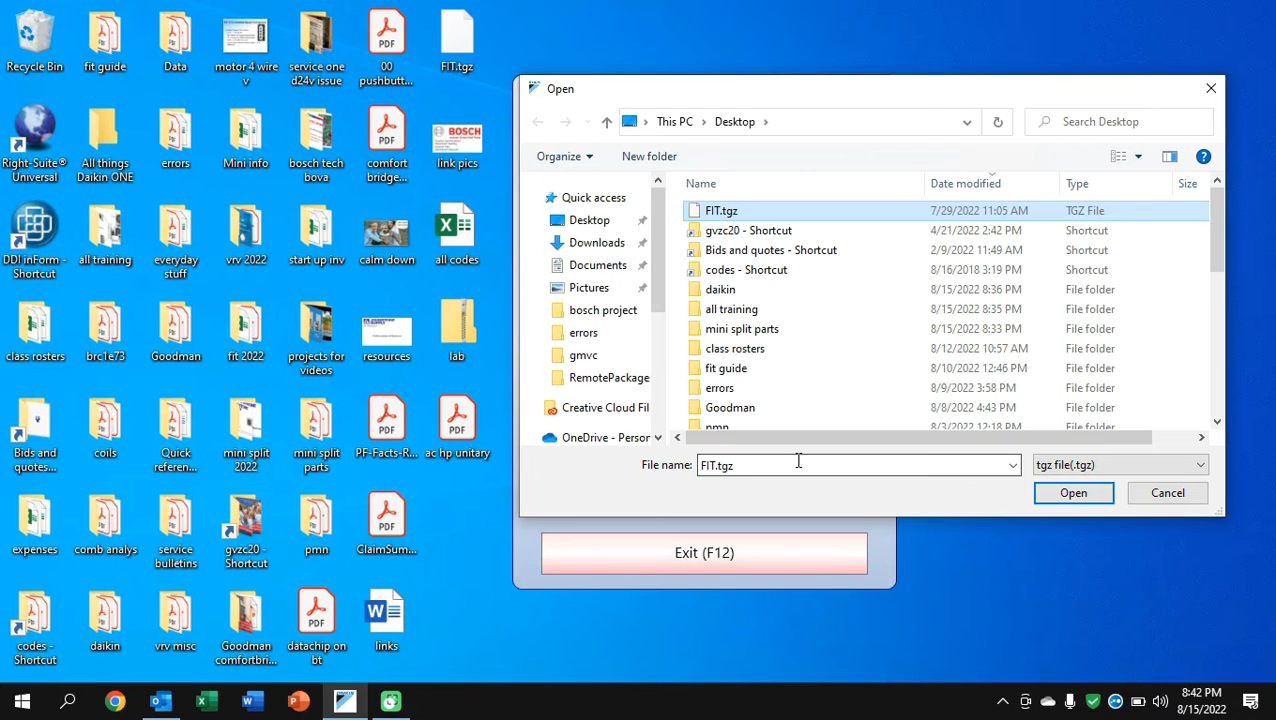 Recycle Bin
fit guide
Data
motor 4 wire v
service one d24v issue
00 pushbutt...
FIT.tgz
Right-Suite® Universal
All things Daikin ONE
errors
Mini info
bosch tech bova
comfort bridge...
BOSCH
link pics
DDI inForm - Shortcut
all training
everyday stuff
vrv 2022
start up inv
calm down
all codes
class rosters
brc1e73
Goodman
fit 2022
projects for videos
resources
lab
Bids and quotes...
coils
Quick referen...
mini split 2022
mini split parts
PF-Facts-R...
ac hp unitary
expenses
comb analys
service bulletins
gvzc20 - Shortcut
pmn
ClaimSum...
codes - Shortcut
daikin
vrv misc
Goodman comfortbri...
datachip on bt
links
Open
This PC > Desktop >
Search Desktop
Organize
New folder
Quick access
Desktop
Downloads
Documents
Pictures
bosch project
errors
gmvc
RemotePackage
Creative Cloud Fil
OneDrive - Person
Name Date modified Type Size
FIT.tgz 7/29/2022 11:05 AM TGZ File
gvzc20 - Shortcut 4/21/2022 2:42 PM Shortcut
Bids and quotes - Shortcut 2/9/2022 11:49 AM Shortcut
codes - Shortcut 8/16/2018 3:19 PM Shortcut
daikin 8/15/2022 8:36 PM File folder
all training 8/15/2022 8:35 PM File folder
mini split parts 8/15/2022 8:33 PM File folder
class rosters 8/12/2022 10:57 AM File folder
fit guide 8/10/2022 12:46 PM File folder
errors 8/9/2022 3:58 PM File folder
Goodman 8/8/2022 4:43 PM File folder
pmn 8/3/2022 12:18 PM File folder
File name: FIT.tgz
tgz file(.tgz)
Open
Cancel
Exit (F12)
8:42 PM
8/15/2022